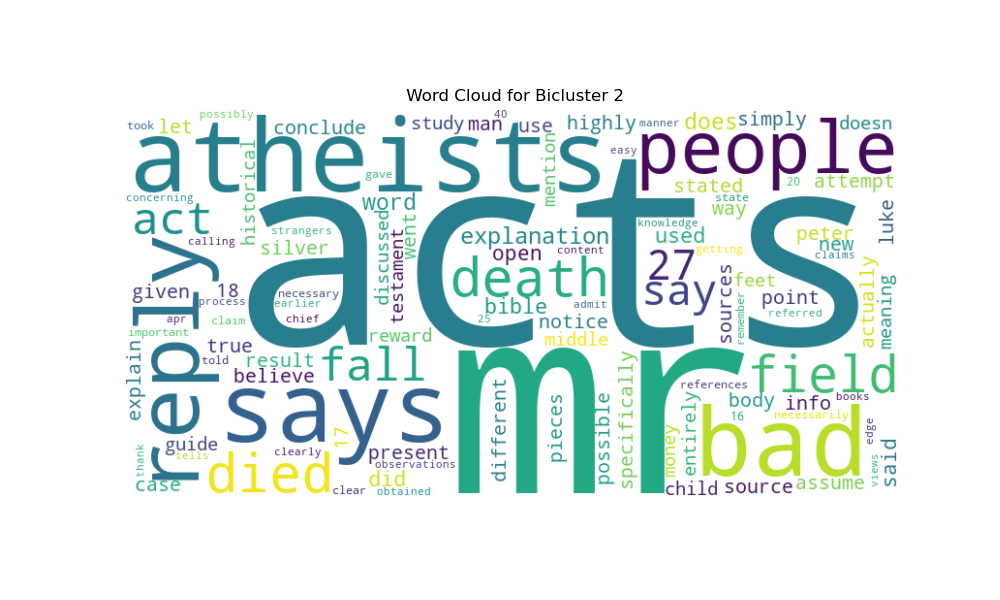 Word Cloud for Bicluster 2
possibly
took
let
conclude
study
man
40
use
highly
does
simply
doesn
atheists
easy
people
manner
historical
gave
mention
stated
20
attempt
concerning
act
word
state
way
luke
strangers
went
acts
knowledge
used
peter
new
calling
silver
discussed
testament
explanation
open
content
getting
claims
actually
meaning
reply
given
18
process
necessary
earlier
death
bible
admit
27
say
sources
feet
remember
point
referred
apr
claim
chief
25
notice
middle
reward
important
true
told
explain
result
believe
fall
mr
field
references
books
says
different
pieces
possible
specifically
entirely
body
info
16
necessarily
bad
edge
guide
17
present
clearly
observations
money
said
views
thank
tells
case
died
did
clear
obtained
child
source
assume